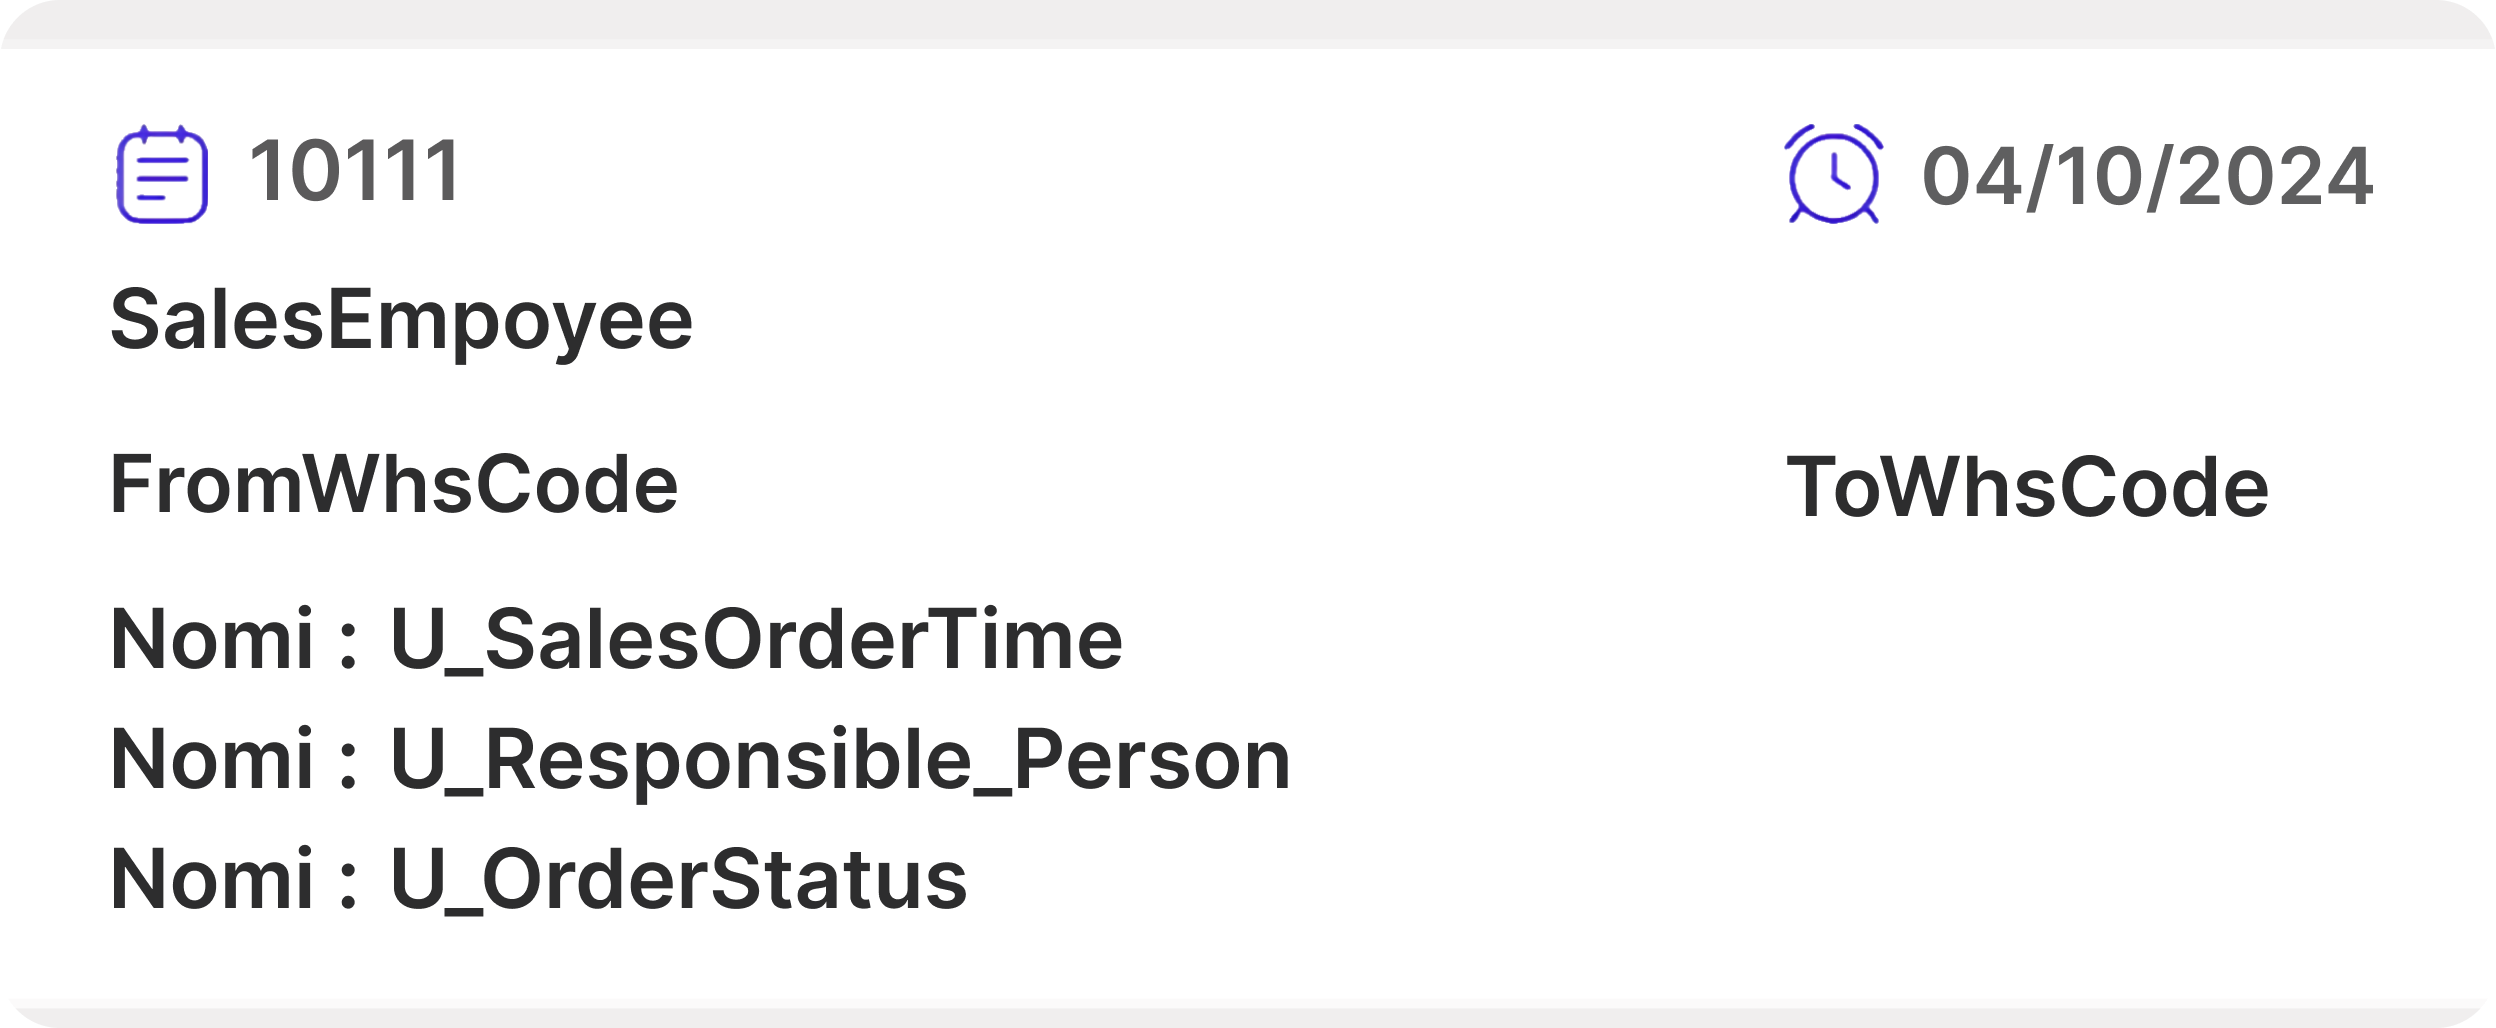 10111
04/10/2024
SalesEmpoyee
FromWhsCode
ToWhsCode
Nomi : U_SalesOrderTime
Nomi : U_Responsible_Person
Nomi : U_OrderStatus